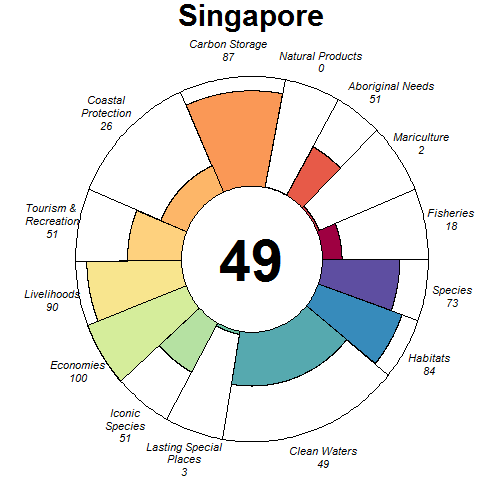 Singapore
Carbon Storage
87
Natural Products
0
Aboriginal Needs
51
Mariculture
2
Fisheries
18
Species
73
Habitats
84
Clean Waters
49
Lasting Special
Places
3
Iconic
Species
51
Economies
100
Livelihoods
90
Tourism &
Recreation
51
Coastal
Protection
26
49